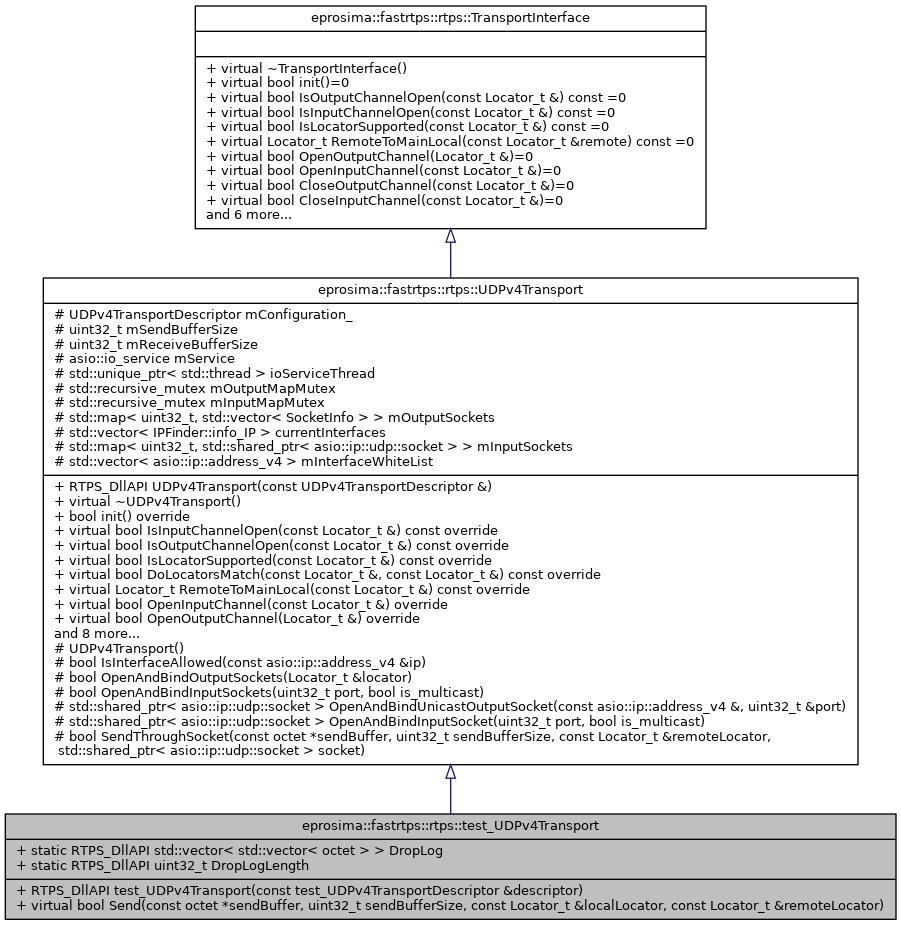 eprosima::fastrtps::rtps::TransportInterface
+ virtual ~TransportInterface()
+ virtual bool init()=0
+ virtual bool IsOutputChannelOpen(const Locator_t &) const =0
+ virtual bool IsInputChannelOpen(const Locator_t &) const =0
+ virtual bool IsLocatorSupported(const Locator_t &) const =0
+ virtual Locator_t RemoteToMainLocal(const Locator_t &remote) const =0
+ virtual bool OpenOutputChannel(Locator_t &)=0
+ virtual bool OpenInputChannel(const Locator_t &)=0
+ virtual bool CloseOutputChannel(const Locator_t &)=0
+ virtual bool CloseInputChannel(const Locator_t &)=0
and 6 more...
eprosima::fastrtps::rtps::UDPv4Transport
# UDPv4TransportDescriptor mConfiguration_
# uint32_t mSendBufferSize
# uint32_t mReceiveBufferSize
# asio::io_service mService
# std::unique_ptr< std::thread > ioServiceThread
# std::recursive_mutex mOutputMapMutex
# std::recursive_mutex mInputMapMutex
# std::map< uint32_t, std::vector< SocketInfo > > mOutputSockets
# std::vector< IPFinder::info_IP > currentInterfaces
# std::map< uint32_t, std::shared_ptr< asio::ip::udp::socket > > mInputSockets
# std::vector< asio::ip::address_v4 > mInterfaceWhiteList
+ RTPS_DllAPI UDPv4Transport(const UDPv4TransportDescriptor &)
+ virtual ~UDPv4Transport()
+ bool init() override
+ virtual bool IsInputChannelOpen(const Locator_t &) const override
+ virtual bool IsOutputChannelOpen(const Locator_t &) const override
+ virtual bool IsLocatorSupported(const Locator_t &) const override
+ virtual bool DoLocatorsMatch(const Locator_t &, const Locator_t &) const override
+ virtual Locator_t RemoteToMainLocal(const Locator_t &) const override
+ virtual bool OpenInputChannel(const Locator_t &) override
+ virtual bool OpenOutputChannel(Locator_t &) override
and 8 more...
# UDPv4Transport()
# bool IsInterfaceAllowed(const asio::ip::address_v4 &ip)
# bool OpenAndBindOutputSockets(Locator_t &locator)
# bool OpenAndBindInputSockets(uint32_t port, bool is_multicast)
# std::shared_ptr< asio::ip::udp::socket > OpenAndBindUnicastOutputSocket(const asio::ip::address_v4 &, uint32_t &port)
# std::shared_ptr< asio::ip::udp::socket > OpenAndBindInputSocket(uint32_t port, bool is_multicast)
# bool SendThroughSocket(const octet *sendBuffer, uint32_t sendBufferSize, const Locator_t &remoteLocator,
std::shared_ptr< asio::ip::udp::socket > socket)
eprosima::fastrtps::rtps::test_UDPv4Transport
+ static RTPS_DllAPI std::vector< std::vector< octet > > DropLog
+ static RTPS_DllAPI uint32_t DropLogLength
+ RTPS_DllAPI test_UDPv4Transport(const test_UDPv4TransportDescriptor &descriptor)
+ virtual bool Send(const octet *sendBuffer, uint32_t sendBufferSize, const Locator_t &localLocator, const Locator_t &remoteLocator)